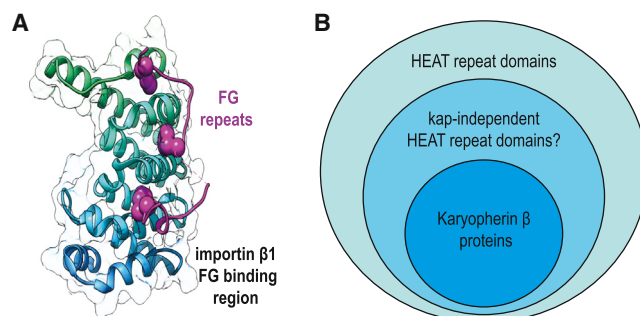 A
FG
repeats
importin β1
FG binding
region
B
HEAT repeat domains
kap-independent
HEAT repeat domains?
Karyopherin β
proteins